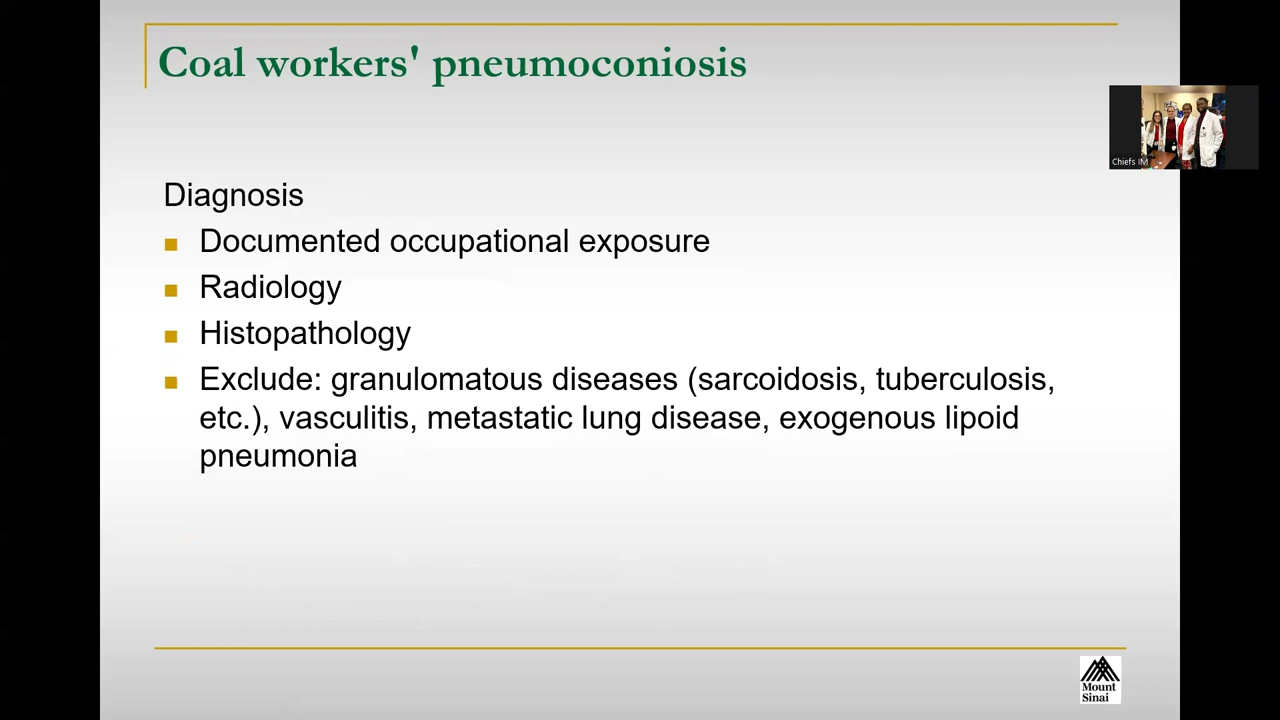 Coal workers' pneumoconiosis
Chiefs IM
Diagnosis
Documented occupational exposure
Radiology
Histopathology
Exclude: granulomatous diseases (sarcoidosis, tuberculosis,
etc.), vasculitis, metastatic lung disease, exogenous lipoid
pneumonia
Mount
Sinai